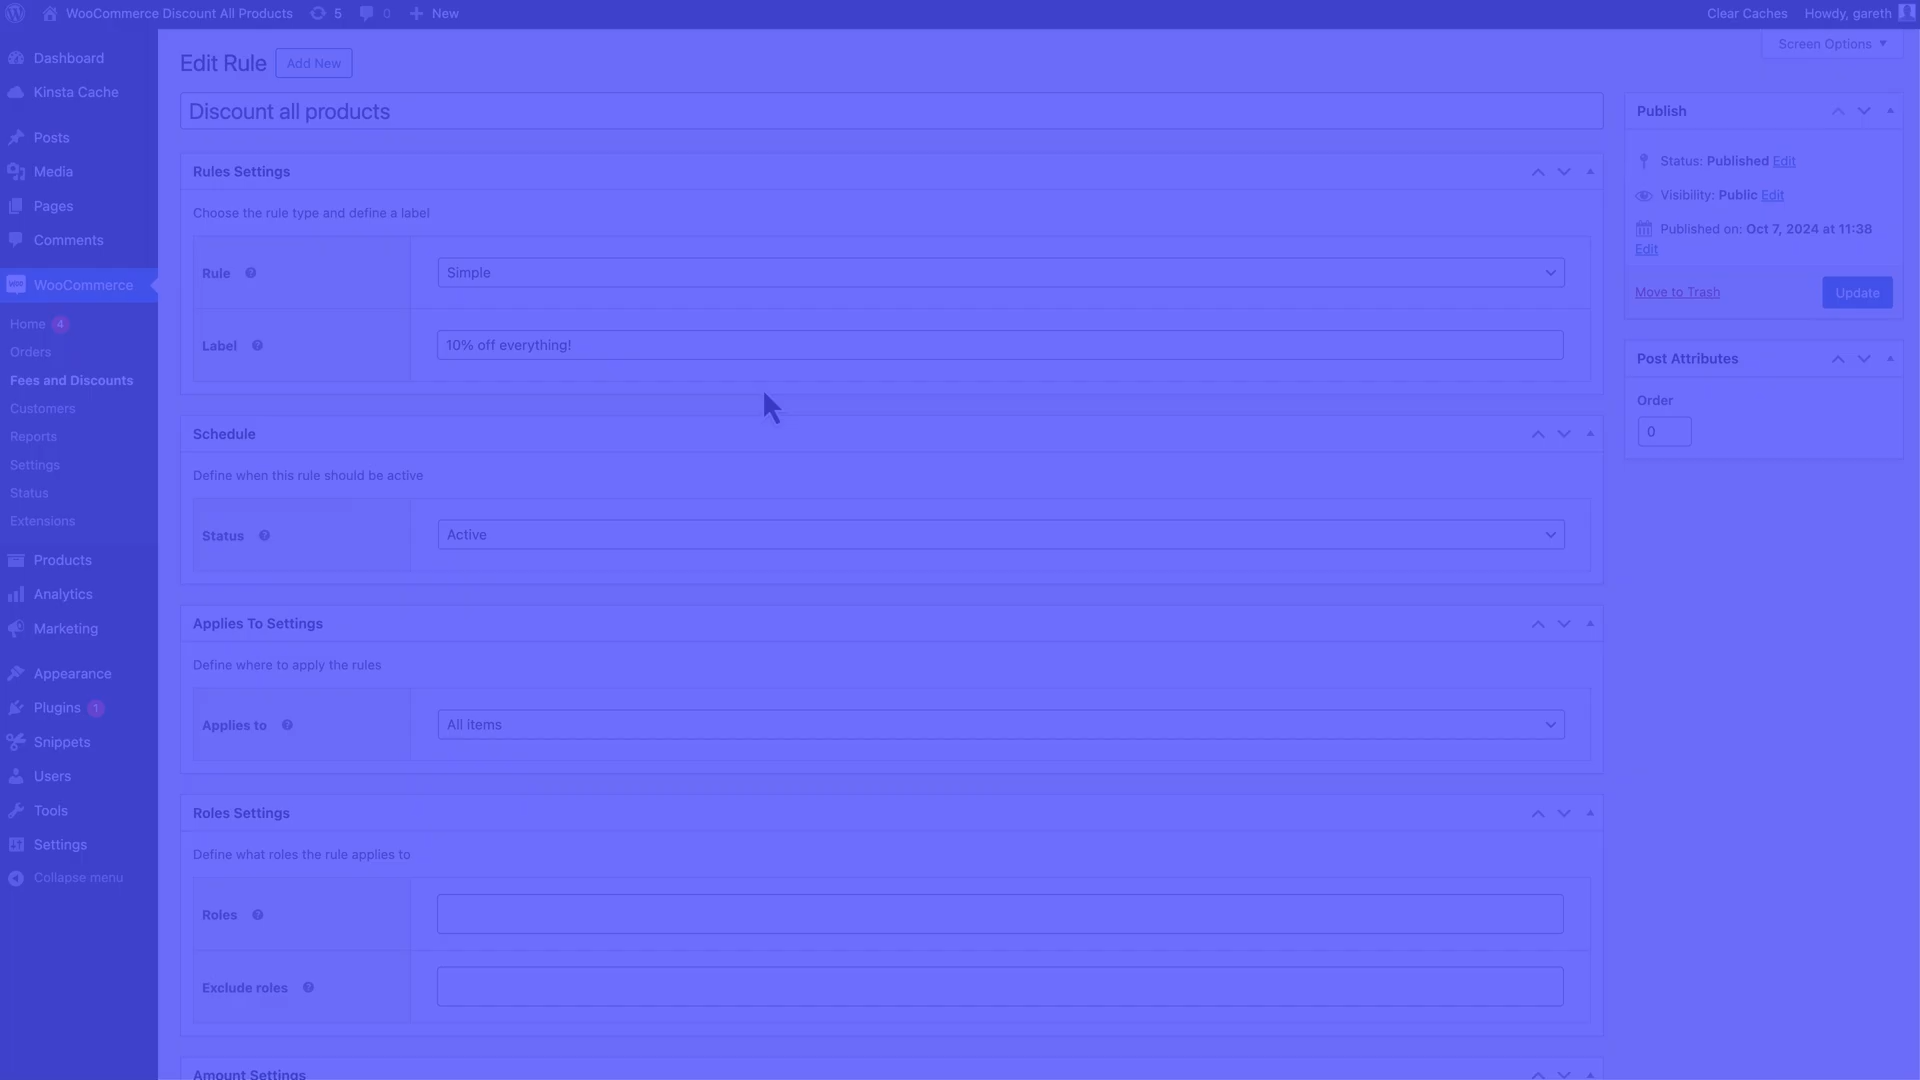 WooCommerce Discount All Products
5
0
New
Clear Caches
Howdy, gareth
Screen Options
Dashboard
Kinsta Cache
Posts
Media
Pages
Comments
WooCommerce
Home 4
Orders
Fees and Discounts
Customers
Reports
Settings
Status
Extensions
Products
Analytics
Marketing
Appearance
Plugins 1
Snippets
Users
Tools
Settings
Collapse menu
Edit Rule
Add New
Discount all products
Rules Settings
Choose the rule type and define a label
Rule
Simple
Label
10% off everything!
Schedule
Define when this rule should be active
Status
Active
Applies To Settings
Define where to apply the rules
Applies to
All items
Roles Settings
Define what roles the rule applies to
Roles
Exclude roles
Amount Settings
Publish
Status: Published Edit
Visibility: Public Edit
Published on: Oct 7, 2024 at 11:38
Edit
Move to Trash
Update
Post Attributes
Order
0